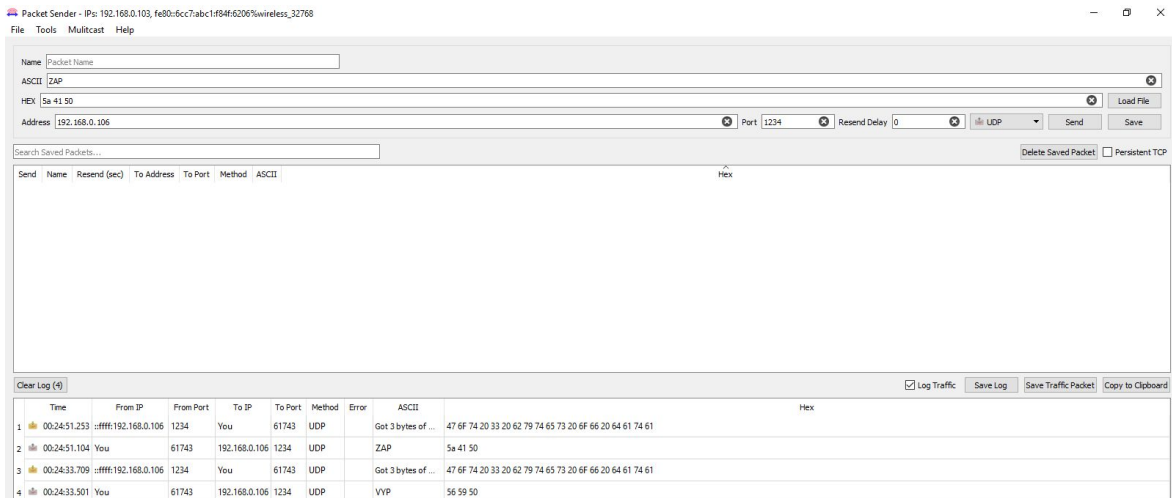 Packet Sender - IPs: 192.168.0.103, fe80::6cc7:abc1:f84f:6206%wireless_32768
File Tools Mulitcast Help
Name Packet Name
ASCII ZAP
HEX 5a 41 50 Load File
Address 192.168.0.106 Port 1234 Resend Delay 0 UDP Send Save
Search Saved Packets... Delete Saved Packet Persistent TCP
Send Name Resend (sec) To Address To Port Method ASCII Hex
Clear Log (4) Log Traffic Save Log Save Traffic Packet Copy to Clipboard
Time From IP From Port To IP To Port Method Error ASCII Hex
1 00:24:51.253 ::ffff:192.168.0.106 1234 You 61743 UDP Got 3 bytes of ... 47 6F 74 20 33 20 62 79 74 65 73 20 6F 66 20 64 61 74 61
2 00:24:51.104 You 61743 192.168.0.106 1234 UDP ZAP 5a 41 50
3 00:24:33.709 ::ffff:192.168.0.106 1234 You 61743 UDP Got 3 bytes of ... 47 6F 74 20 33 20 62 79 74 65 73 20 6F 66 20 64 61 74 61
4 00:24:33.501 You 61743 192.168.0.106 1234 UDP VYP 56 59 50